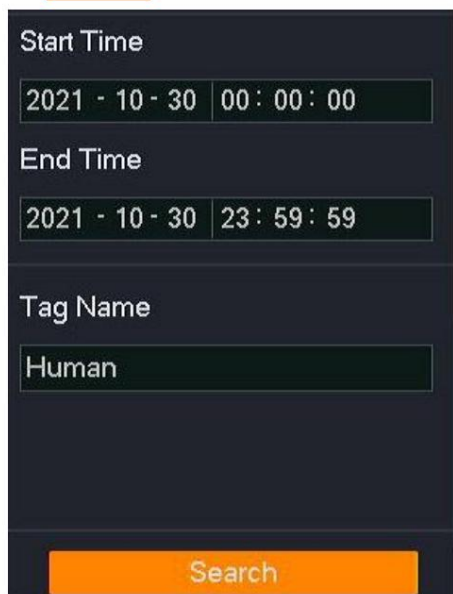 Start Time
2021 - 10 - 30 00: 00: 00
End Time
2021 - 10 - 30 23: 59: 59
Tag Name
Human
Search